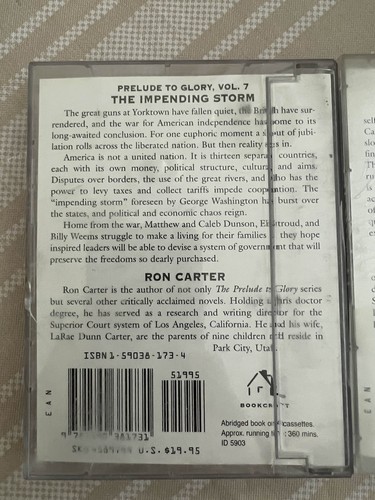 PRELUDE TO GLORY, VOL. 7
THE IMPENDING STORM
The great guns at Yorktown have fallen quiet, the British have sur-
rendered, and the war for American independence has come to its
long-awaited conclusion. For one euphoric moment a shout of jubi-
lation rolls across the liberated nation. But then reality sets in.
America is not a united nation. It is thirteen separate countries,
each with its own money, political structure, culture, and aims.
Disputes over borders, the use of the great rivers, and who has the
power to levy taxes and collect tariffs impede cooperation. The
"impending storm" foreseen by George Washington has burst over
the states, and political and economic chaos reign.
Home from the war, Matthew and Caleb Dunson, Eli Stroud, and
Billy Weems struggle to make a living for their families as they hope
inspired leaders will be able to devise a system of government that will
preserve the freedoms so dearly purchased.
RON CARTER
Ron Carter is the author of not only The Prelude to Glory series
but several other critically acclaimed novels. Holding a juris doctor
degree, he has served as a research and writing director for the
Superior Court system of Los Angeles, California. He and his wife,
LaRae Dunn Carter, are the parents of nine children and reside in
Park City, Utah.
ISBN 1-59038-173-4
51995
EAN
EAN
BOOKCRAFT
Abridged book on cassettes.
Approx. running time: 360 mins.
ID 5903
U.S. $19.95